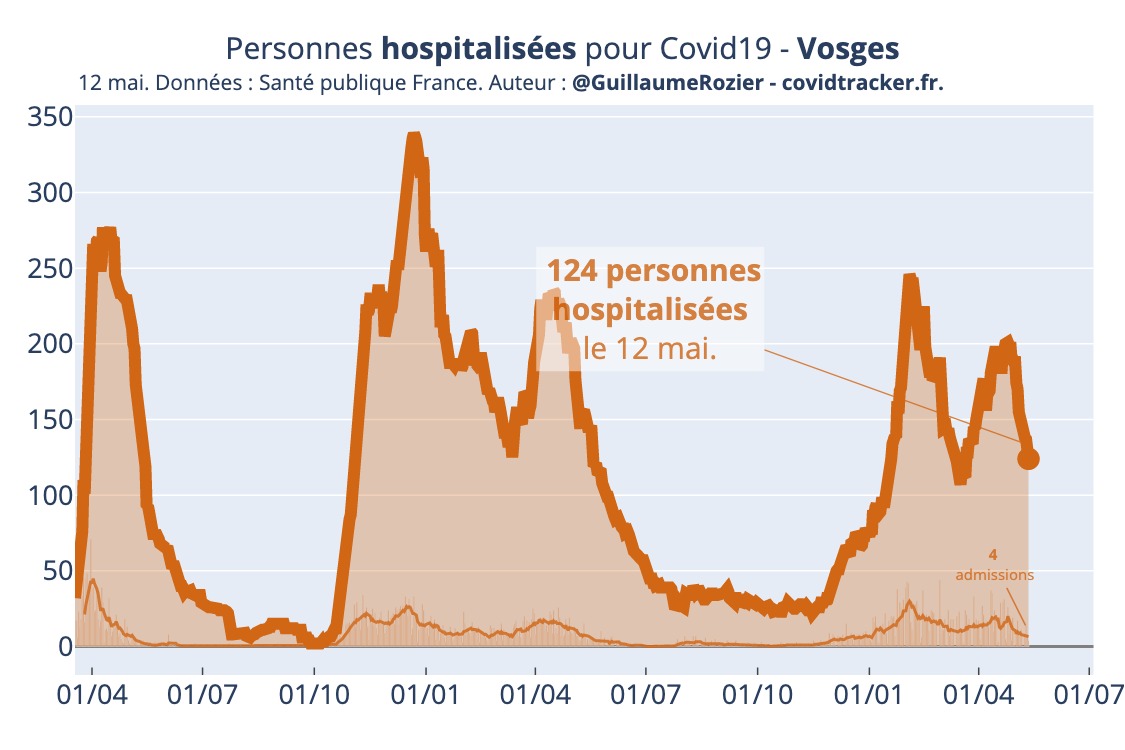 Personnes hospitalisées pour Covid19 - Vosges
12 mai. Données : Santé publique France. Auteur : @GuillaumeRozier - covidtracker.fr.
350
300
250
200
150
100
50
0
124 personnes
hospitalisées
le 12 mai.
4
admissions
01/04 01/07 01/10 01/01 01/04 01/07 01/10 01/01 01/04 01/07